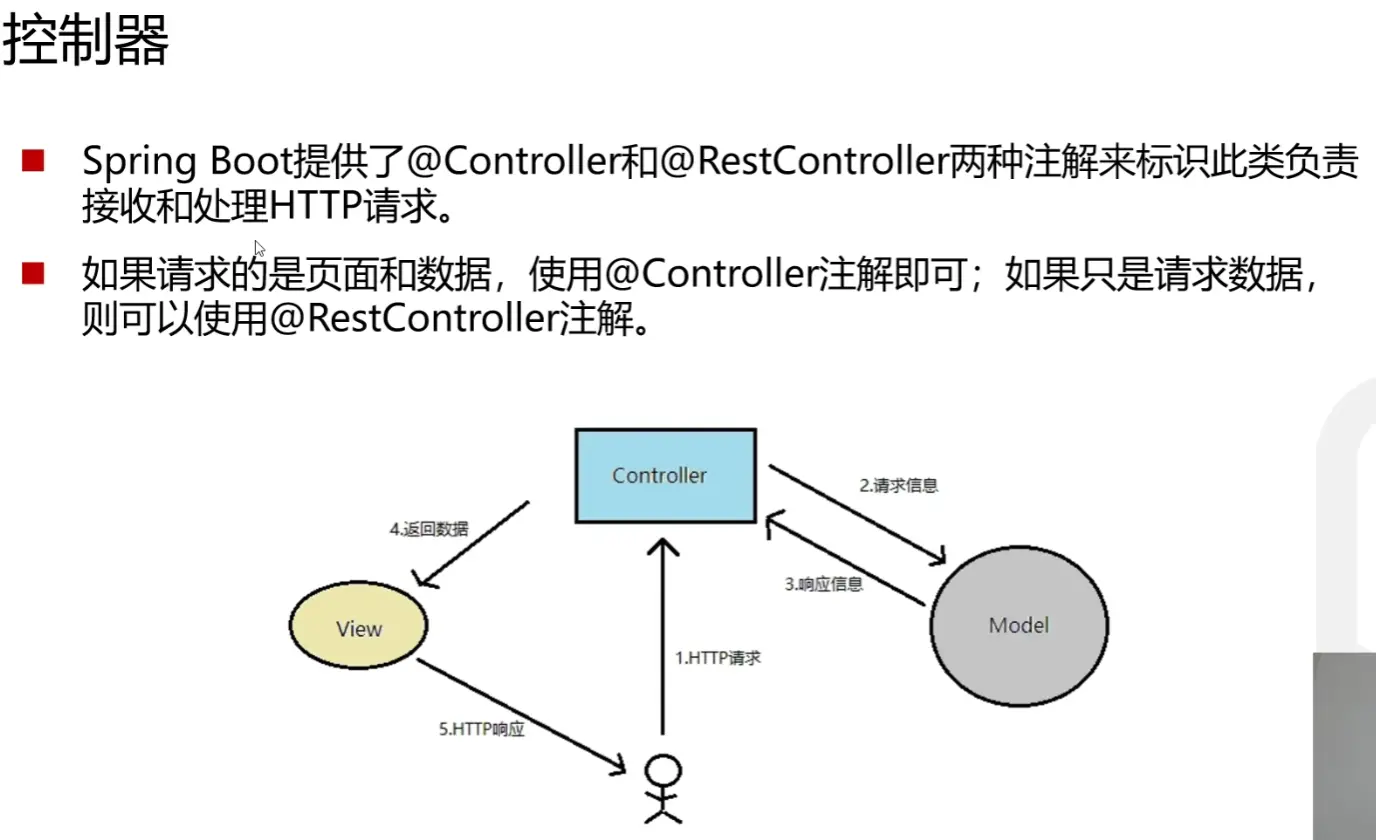 控制器
Spring Boot提供了@Controller和@RestController两种注解来标识此类负责
接收和处理HTTP请求。
如果请求的是页面和数据，使用@Controller注解即可；如果只是请求数据，
则可以使用@RestController注解。
Controller
2.请求信息
4.返回数据
3.响应信息
View
Model
1.HTTP请求
5.HTTP响应